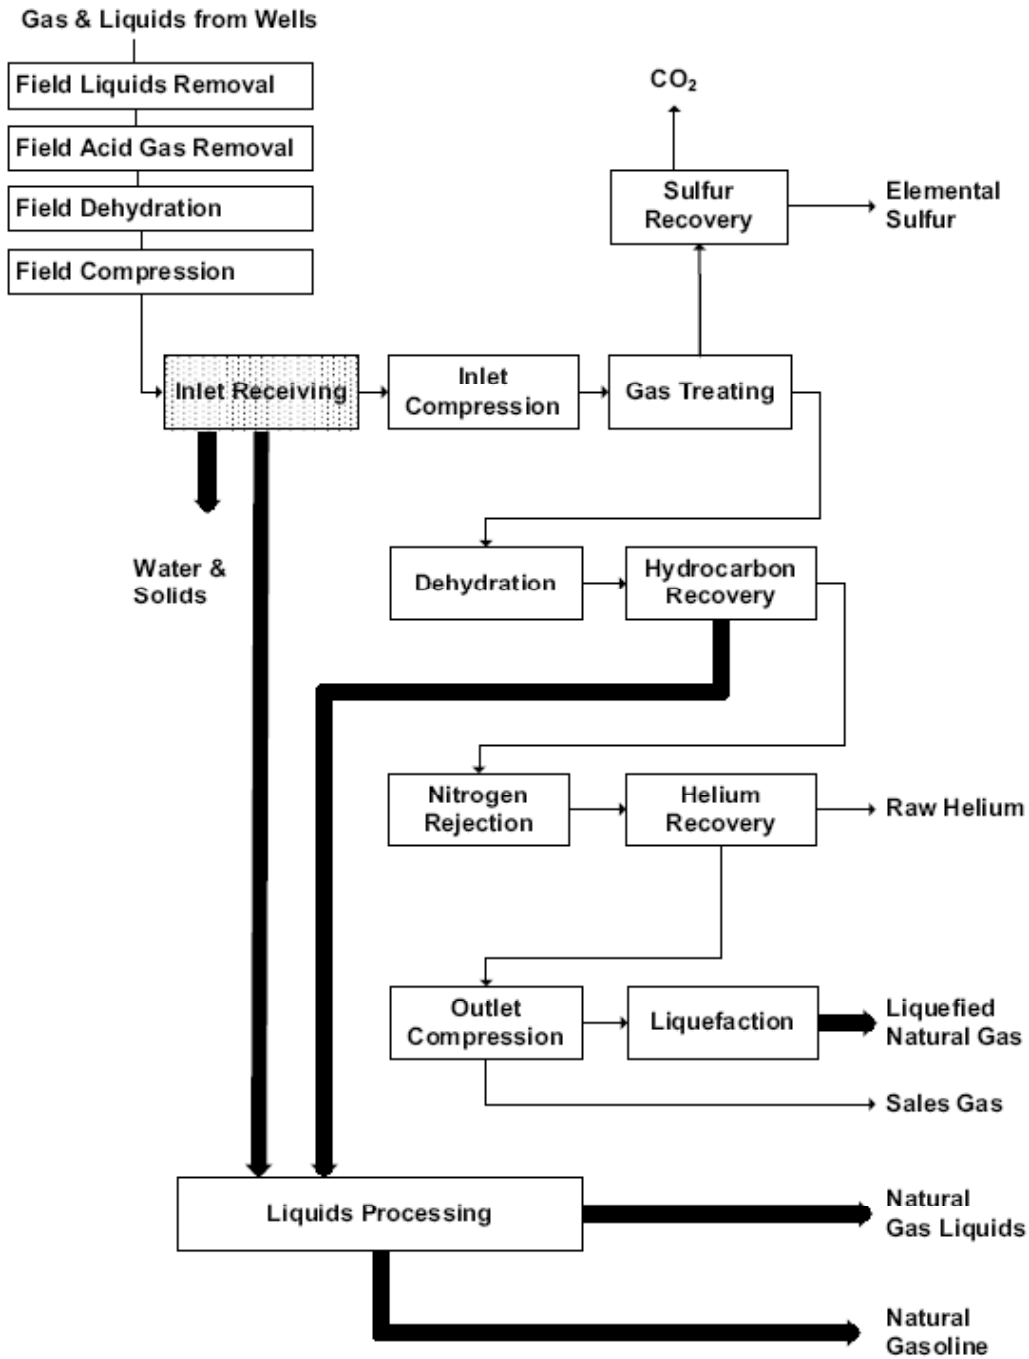 Gas & Liquids from Wells
Field Liquids Removal
Field Acid Gas Removal
Field Dehydration
Field Compression
CO₂
Sulfur
Recovery
Elemental
Sulfur
Inlet Receiving
Inlet
Compression
Gas Treating
Water &
Solids
Dehydration
Hydrocarbon
Recovery
Nitrogen
Rejection
Helium
Recovery
Raw Helium
Outlet
Compression
Liquefaction
Liquefied
Natural Gas
Sales Gas
Liquids Processing
Natural
Gas Liquids
Natural
Gasoline